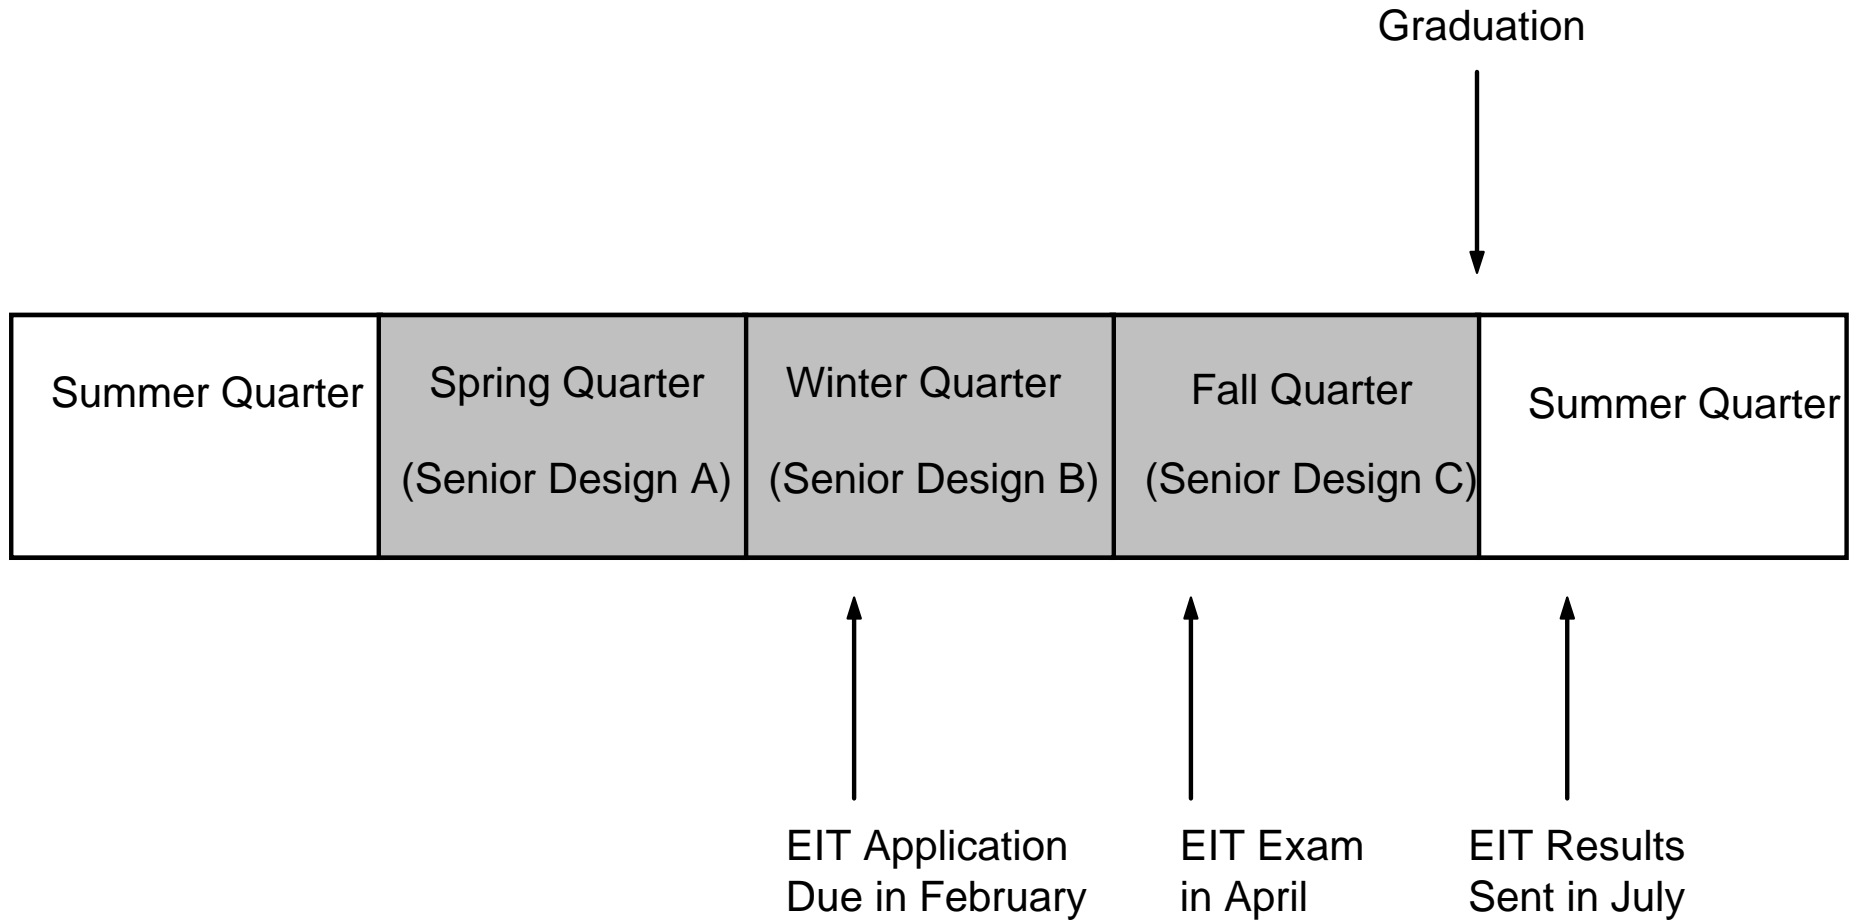 Graduation
Summer Quarter
Spring Quarter
(Senior Design A)
Winter Quarter
(Senior Design B)
Fall Quarter
(Senior Design C)
Summer Quarter
EIT Application
Due in February
EIT Exam
in April
EIT Results
Sent in July